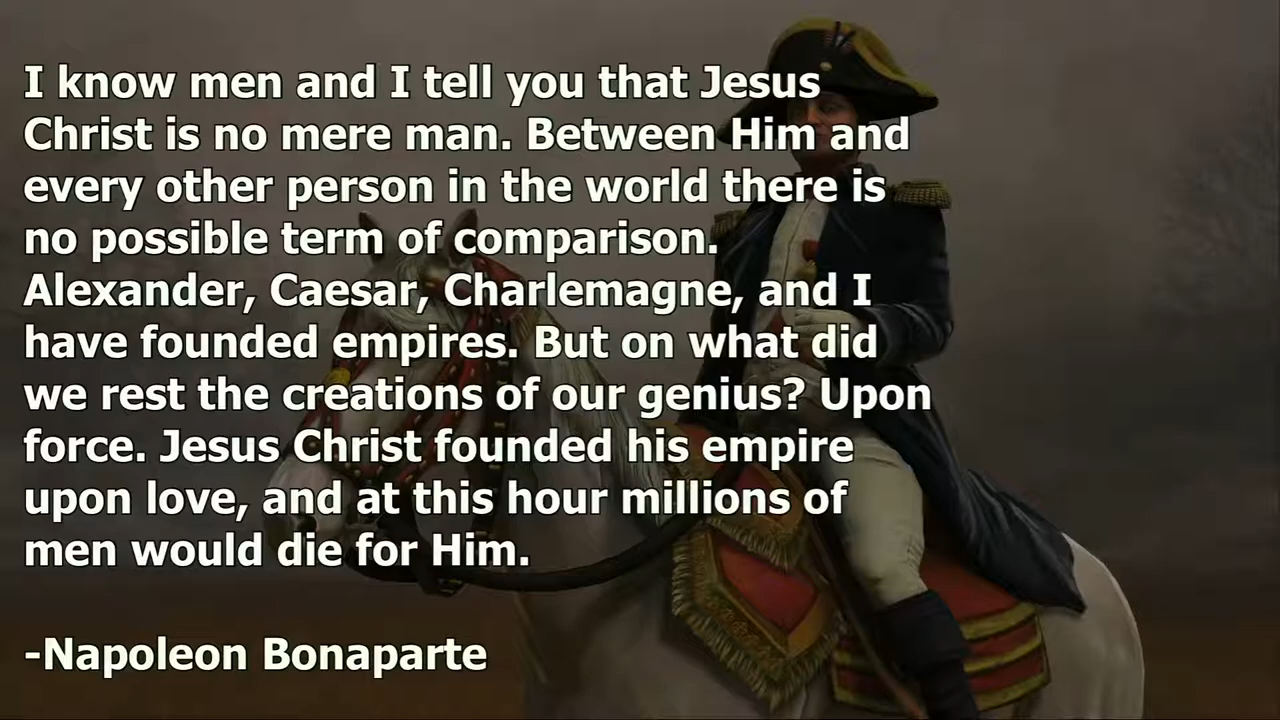 I know men and I tell you that Jesus
Christ is no mere man. Between Him and
every other person in the world there is
no possible term of comparison.
Alexander, Caesar, Charlemagne, and I
have founded empires. But on what did
we rest the creations of our genius? Upon
force. Jesus Christ founded his empire
upon love, and at this hour millions of
men would die for Him.
-Napoleon Bonaparte